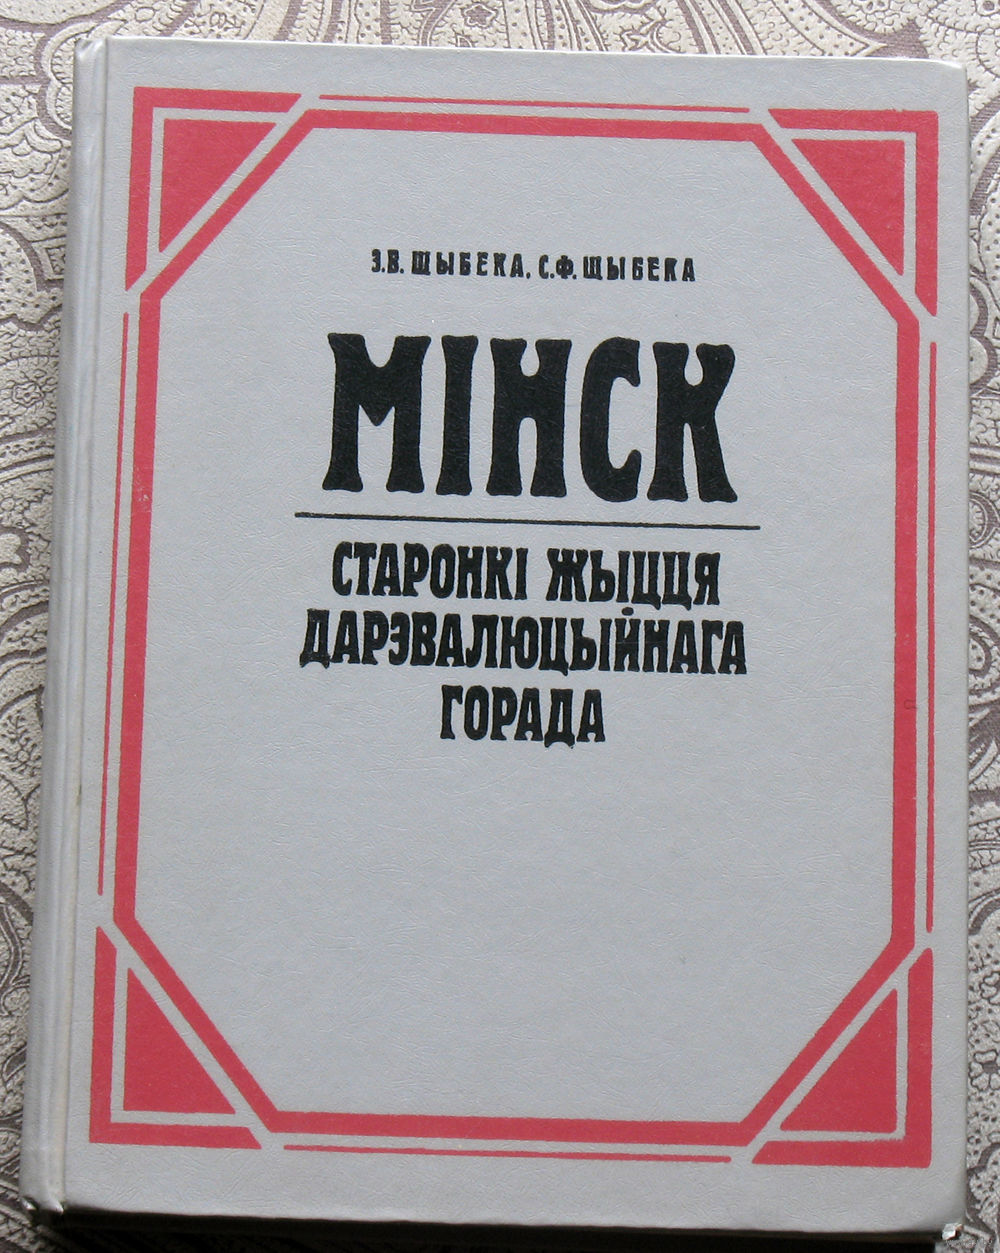 Э.В. ШЫБЕКА, С.Ф. ШЫБЕКА
МІНСК
СТАРОНКІ ЖЫЦЦЯ
ДАРЭВАЛЮЦЫЙНАГА
ГОРАДА